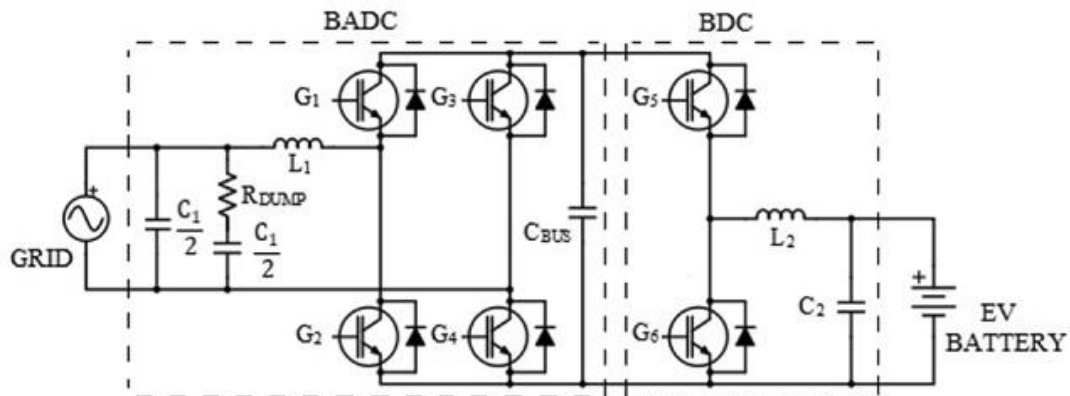 BADC
BDC
G1
G3
G5
L1
RDUMP
C1
2
C1
2
GRID
CBUS
L2
G2
G4
G6
C2
+
EV
BATTERY
+